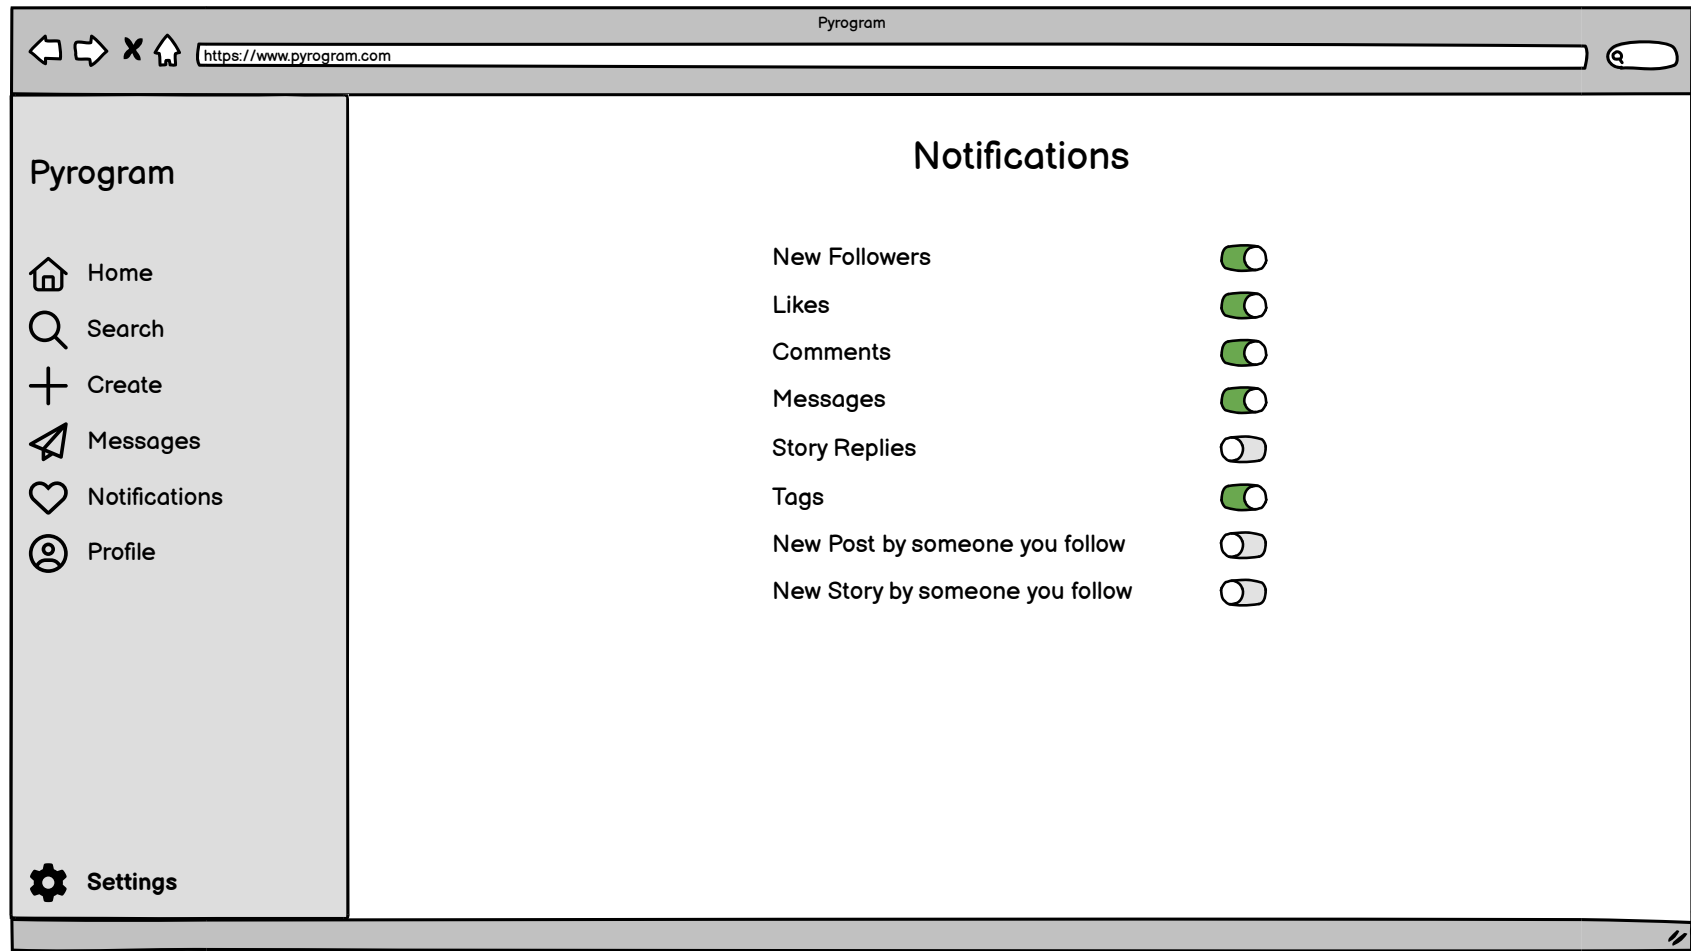 Pyrogram
https://www.pyrogram.com
Pyrogram
Home
Search
Create
Messages
Notifications
Profile
Settings
Notifications
New Followers
Likes
Comments
Messages
Story Replies
Tags
New Post by someone you follow
New Story by someone you follow